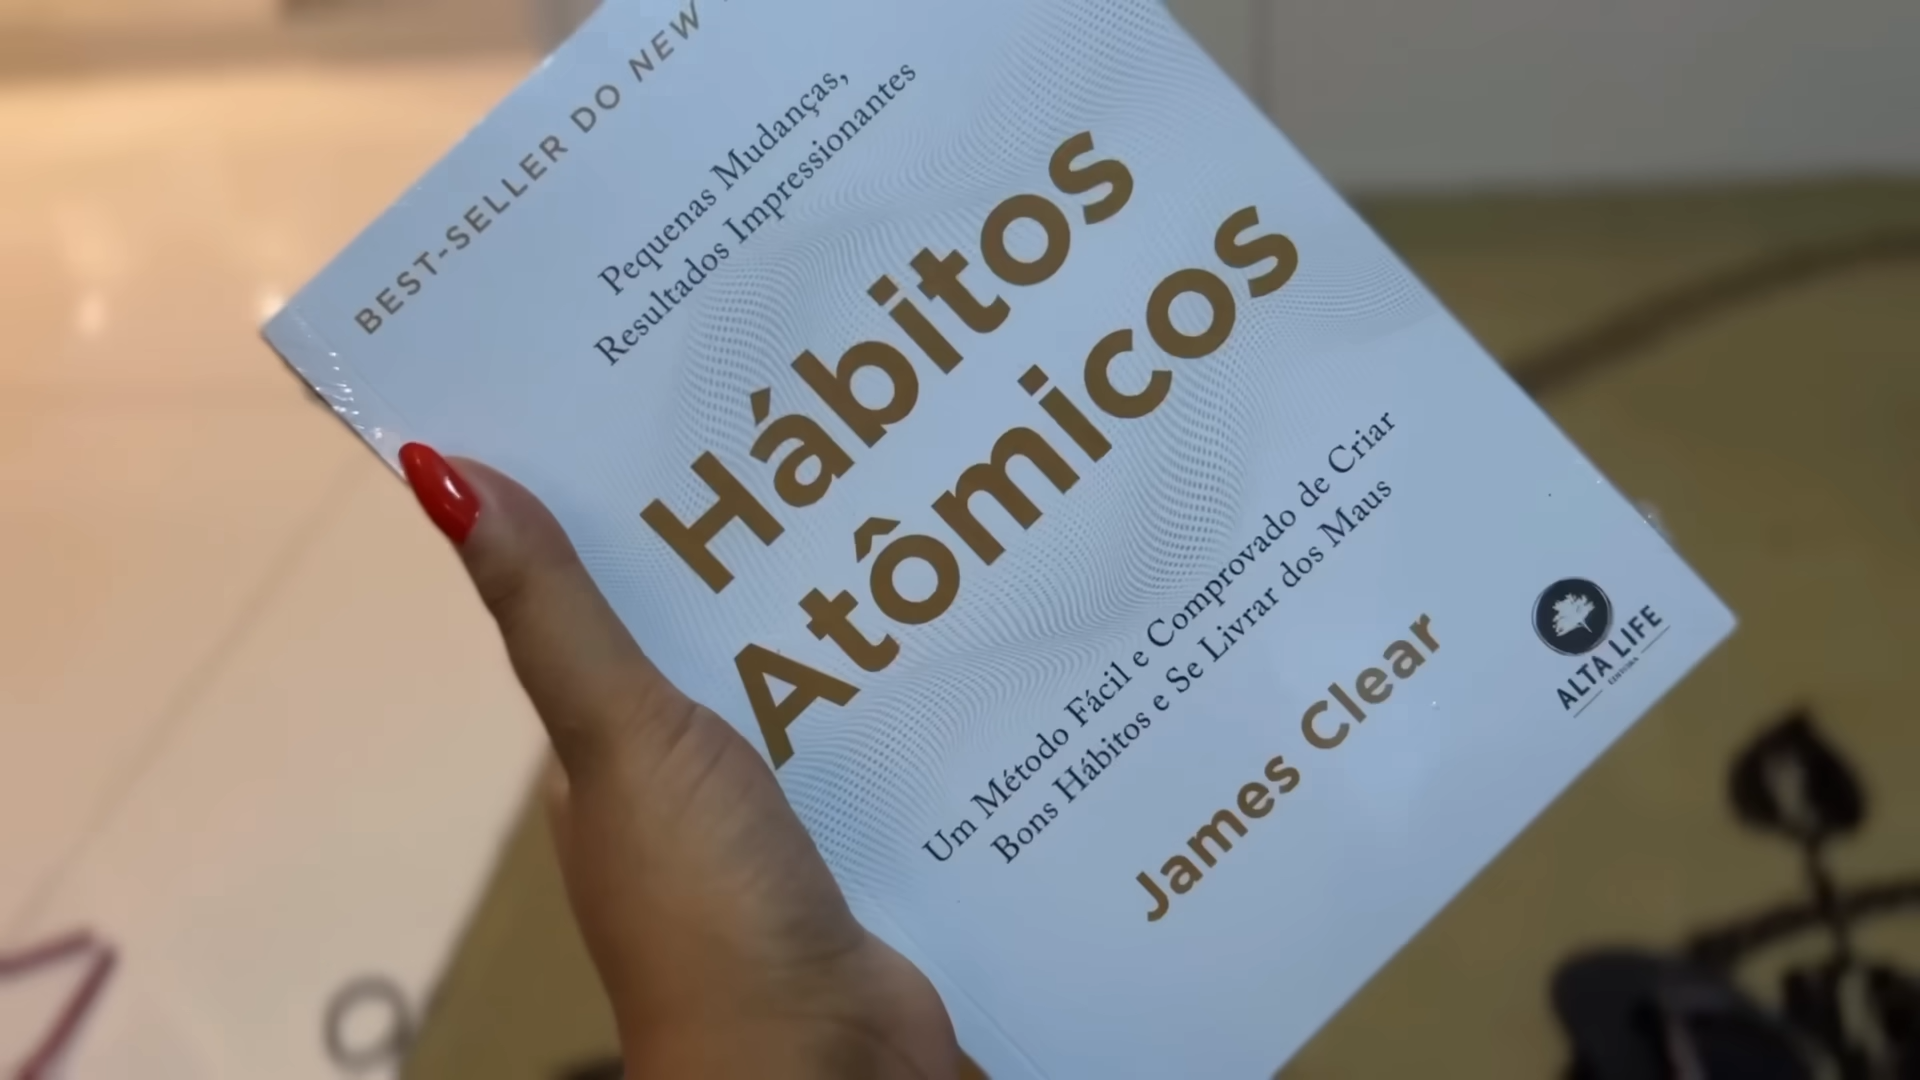 BEST-SELLER DO NEW
Pequenas Mudanças,
Resultados Impressionantes
Hábitos
Atômicos
Um Método Fácil e Comprovado de Criar
Bons Hábitos e Se Livrar dos Maus
James Clear
ALTA LIFE
EDITORA